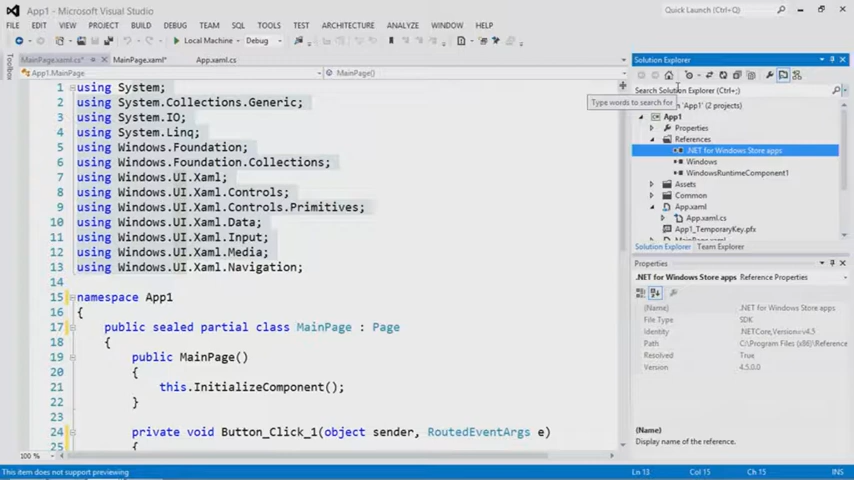 App1 - Microsoft Visual Studio
Quick Launch (Ctrl+Q)
FILE EDIT VIEW PROJECT BUILD DEBUG TEAM SQL TOOLS TEST ARCHITECTURE ANALYZE WINDOW HELP
Local Machine Debug
MainPage.xaml.cs* MainPage.xaml* App.xaml.cs
App1.MainPage MainPage()
Toolbox
1 using System;
2 using System.Collections.Generic;
3 using System.IO;
4 using System.Linq;
5 using Windows.Foundation;
6 using Windows.Foundation.Collections;
7 using Windows.UI.Xaml;
8 using Windows.UI.Xaml.Controls;
9 using Windows.UI.Xaml.Controls.Primitives;
10 using Windows.UI.Xaml.Data;
11 using Windows.UI.Xaml.Input;
12 using Windows.UI.Xaml.Media;
13 using Windows.UI.Xaml.Navigation;
14
15 namespace App1
16 {
17 public sealed partial class MainPage : Page
18 {
19 public MainPage()
20 {
21 this.InitializeComponent();
22 }
23
24 private void Button_Click_1(object sender, RoutedEventArgs e)
25 {
100 %
Solution Explorer
Search Solution Explorer (Ctrl+;)
Type words to search for
'App1' (2 projects)
App1
Properties
References
.NET for Windows Store apps
Windows
WindowsRuntimeComponent1
Assets
Common
App.xaml
App.xaml.cs
App1_TemporaryKey.pfx
MainPage.xaml
Solution Explorer Team Explorer
Properties
.NET for Windows Store apps Reference Properties
(Name) .NET for Windows Store apps
File Type SDK
Identity .NETCore,Version=v4.5
Path C:\Program Files (x86)\Reference
Resolved True
Version 4.5.0.0
(Name)
Display name of the reference.
This item does not support previewing
Ln 13 Col 15 Ch 15 INS